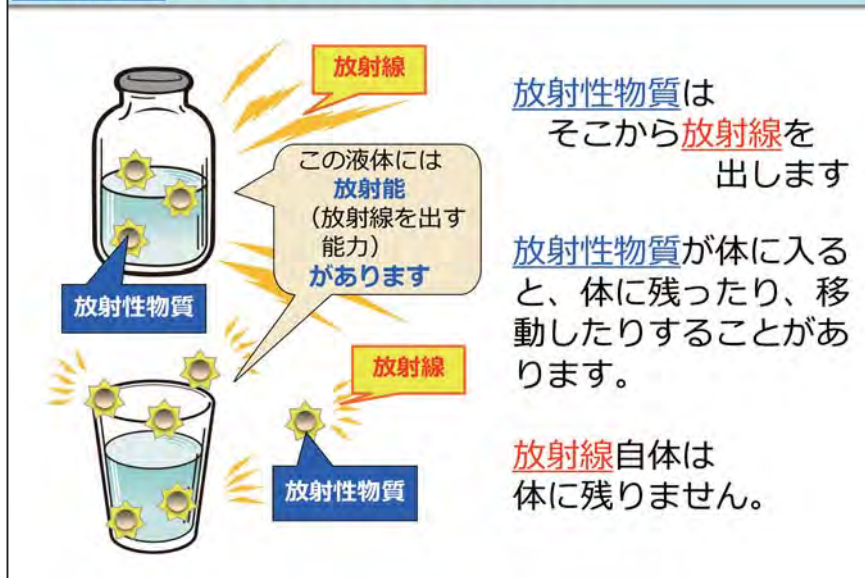 放射線
この液体には
放射能
（放射線を出す
能力）
があります
放射性物質
放射線
放射性物質
放射性物質は
そこから放射線を
出します
放射性物質が体に入る
と、体に残ったり、移
動したりすることがあ
ります。
放射線自体は
体に残りません。